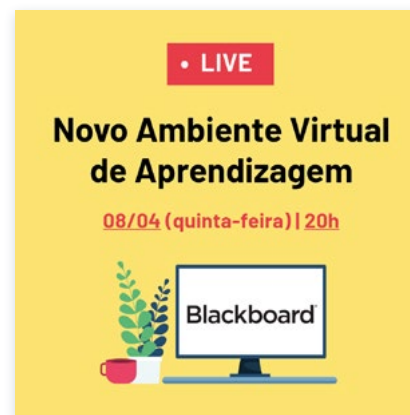 • LIVE
Novo Ambiente Virtual
de Aprendizagem
08/04 (quinta-feira) | 20h
Blackboard